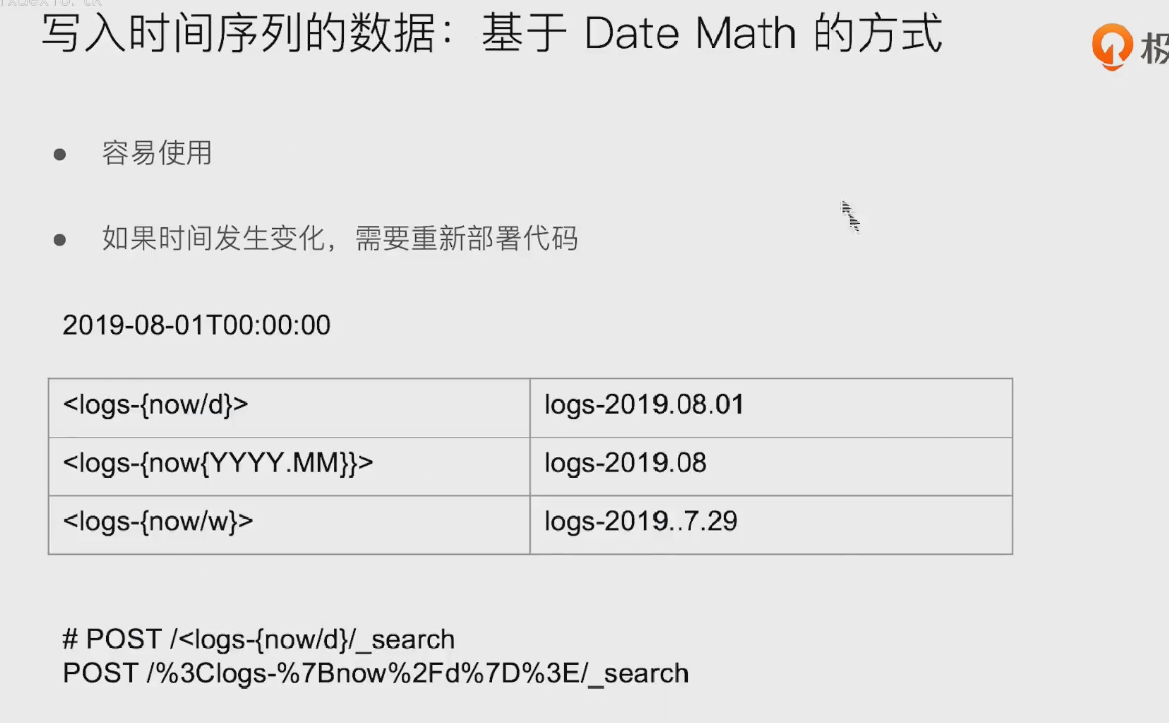 写入时间序列的数据：基于 Date Math 的方式
极
● 容易使用
● 如果时间发生变化，需要重新部署代码
2019-08-01T00:00:00
<logs-{now/d}> logs-2019.08.01
<logs-{now{YYYY.MM}}> logs-2019.08
<logs-{now/w}> logs-2019..7.29
# POST /<logs-{now/d}/_search
POST /%3Clogs-%7Bnow%2Fd%7D%3E/_search